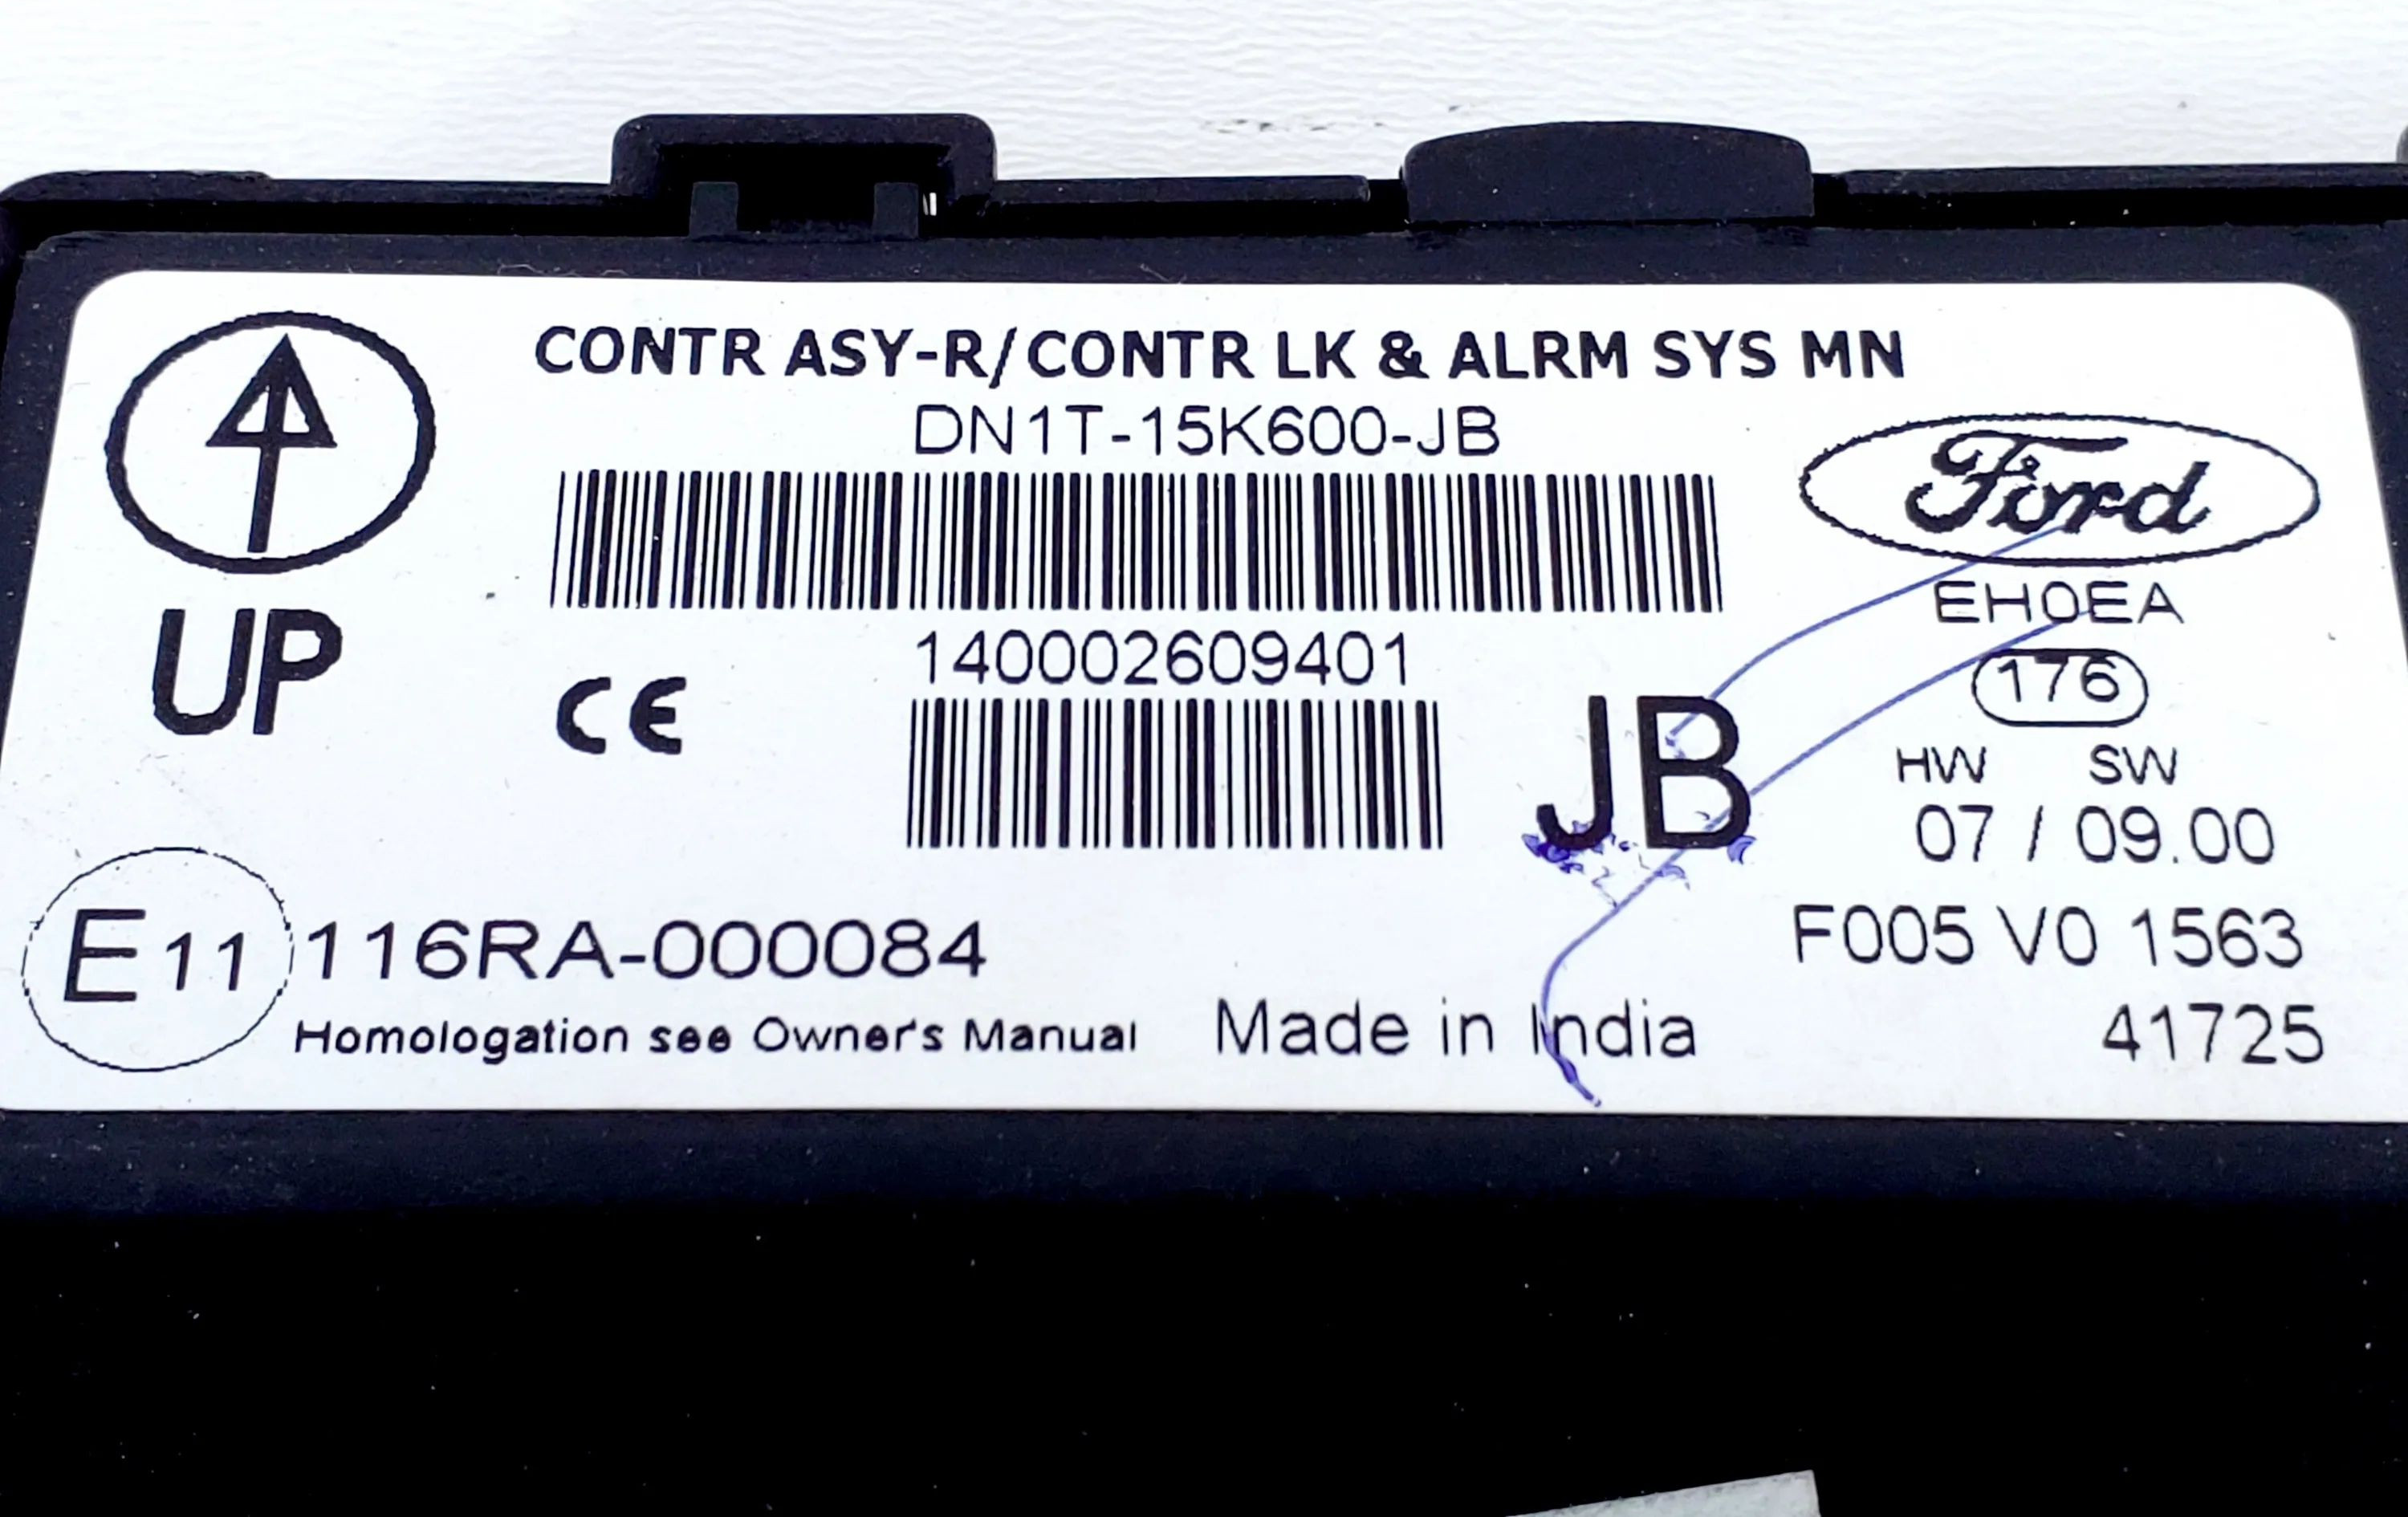 CONTR ASY-R/CONTR LK & ALRM SYS MN
DN1T-15K600-JB
Ford
UP
CE
140002609401
JB
EH0EA
176
HW SW
07 / 09.00
E11 116RA-000084
F005 V0 1563
Homologation see Owner's Manual
Made in India
41725